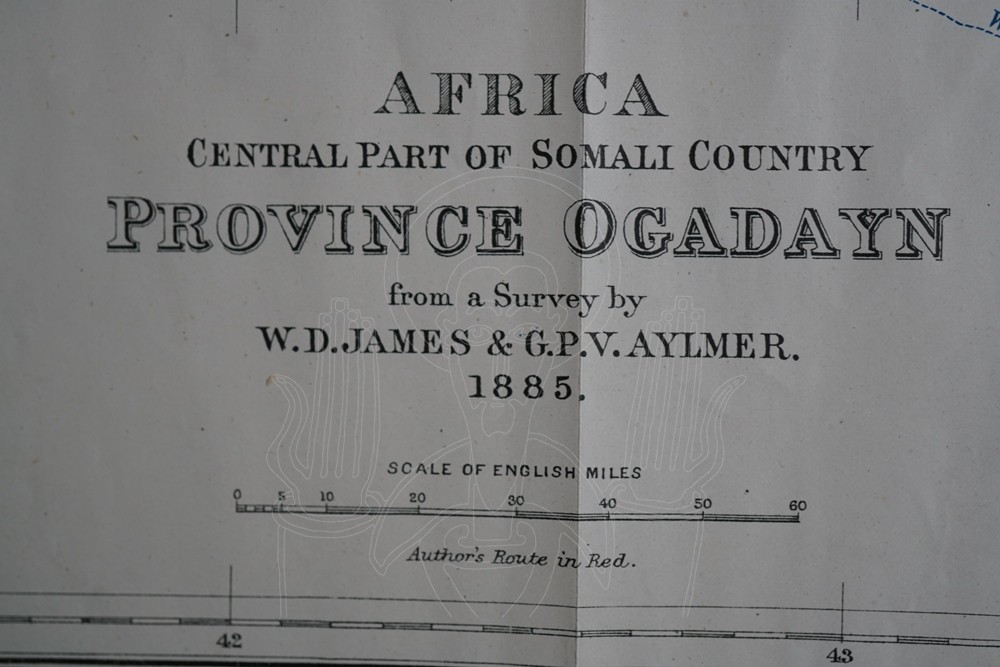 AFRICA
CENTRAL PART OF SOMALI COUNTRY
PROVINCE OGADAYN
from a Survey by
W.D. JAMES & G.P.V. AYLMER.
1885.
SCALE OF ENGLISH MILES
0 5 10 20 30 40 50 60
Author's Route in Red.
42 43